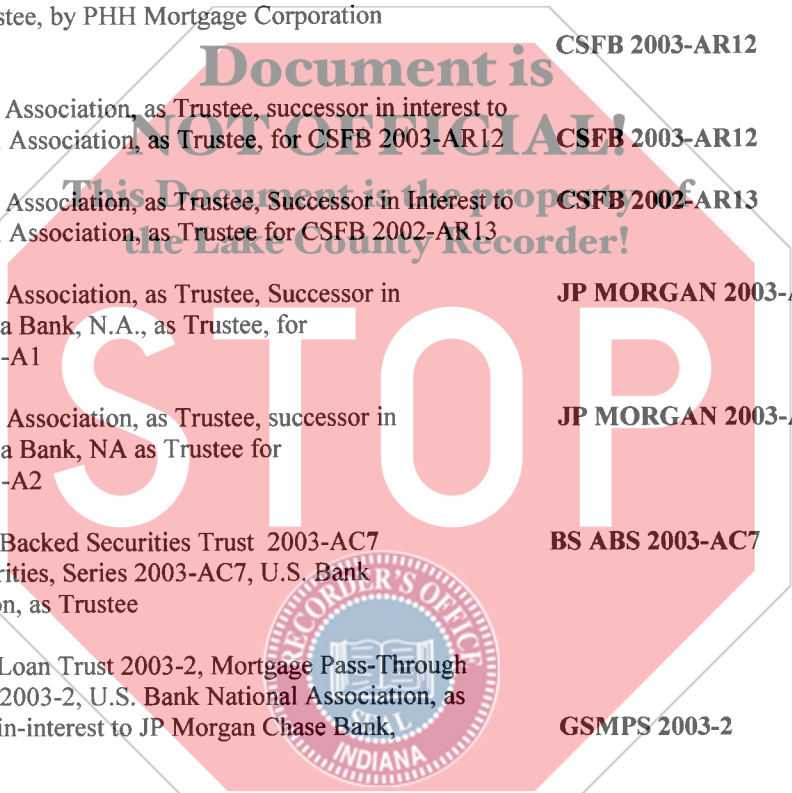 stee, by PHH Mortgage Corporation
CSFB 2003-AR12
Document is
Association, as Trustee, successor in interest to
Association, as Trustee, for CSFB 2003-AR12 CSFB 2003-AR12
NOT OFFICIAL!
Association, as Trustee, Successor in Interest to CSFB 2002-AR13
This Document is the property of
Association, as Trustee for CSFB 2002-AR13
the Lake County Recorder!
Association, as Trustee, Successor in JP MORGAN 2003-A
a Bank, N.A., as Trustee, for
-A1
STOP
Association, as Trustee, successor in JP MORGAN 2003-A
a Bank, NA as Trustee for
-A2
Backed Securities Trust 2003-AC7 BS ABS 2003-AC7
rities, Series 2003-AC7, U.S. Bank
on, as Trustee
RECORDER'S OFFICE
Loan Trust 2003-2, Mortgage Pass-Through
2003-2, U.S. Bank National Association, as
in-interest to JP Morgan Chase Bank, GSMPS 2003-2
SEAL
INDIANA